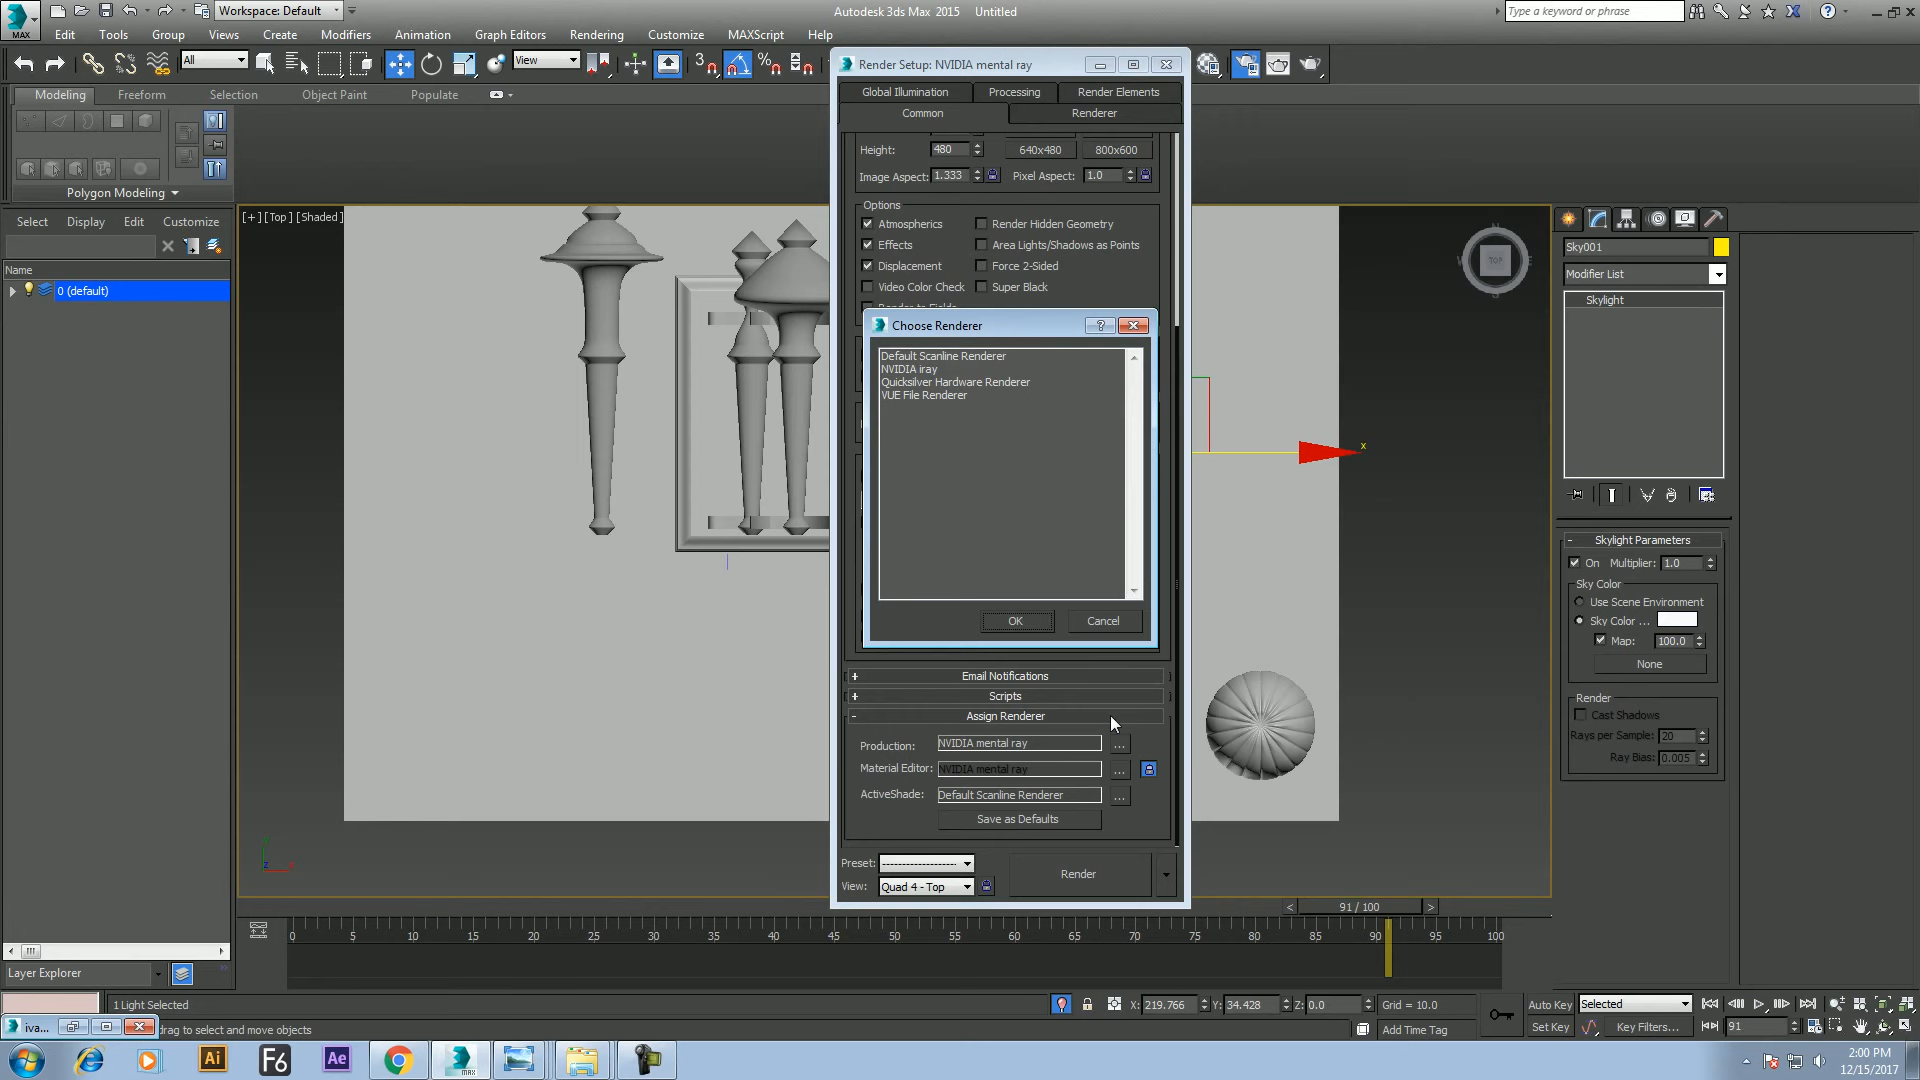 Workspace: Default
Autodesk 3ds Max 2015 Untitled
Type a keyword or phrase
MAX
Edit Tools Group Views Create Modifiers Animation Graph Editors Rendering Customize MAXScript Help
All
View
3
Modeling Freeform Selection Object Paint Populate
Polygon Modeling
Select Display Edit Customize
Name
0 (default)
[+] [Top] [Shaded]
Render Setup: NVIDIA mental ray
Global Illumination Processing Render Elements
Common Renderer
Height: 480 640x480 800x600
Image Aspect: 1.333 Pixel Aspect: 1.0
Options
Atmospherics Render Hidden Geometry
Effects Area Lights/Shadows as Points
Displacement Force 2-Sided
Video Color Check Super Black
Choose Renderer
Default Scanline Renderer
NVIDIA iray
Quicksilver Hardware Renderer
VUE File Renderer
OK Cancel
+ Email Notifications
+ Scripts
- Assign Renderer
Production: NVIDIA mental ray ...
Material Editor: NVIDIA mental ray ...
ActiveShade: Default Scanline Renderer ...
Save as Defaults
Preset: --------------------
View: Quad 4 - Top
Render
TOP
x
Sky001
Modifier List
Skylight
- Skylight Parameters
On Multiplier: 1.0
Sky Color
Use Scene Environment
Sky Color ...
Map: 100.0
None
Render
Cast Shadows
Rays per Sample: 20
Ray Bias: 0.005
z x
< 91 / 100 >
0 5 10 15 20 25 30 35 40 45 50 55 60 65 70 75 80 85 90 95 100
Layer Explorer
1 Light Selected
X: 219.766 Y: 34.428 Z: 0.0 Grid = 10.0
Auto Key Selected
iva...
drag to select and move objects
Add Time Tag
Set Key Key Filters... 91
Ai F6 Ae MAX
2:00 PM
12/15/2017